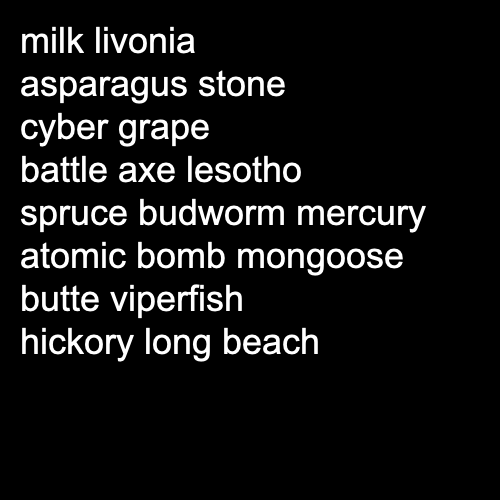 milk livonia
asparagus stone
cyber grape
battle axe lesotho
spruce budworm mercury
atomic bomb mongoose
butte viperfish
hickory long beach